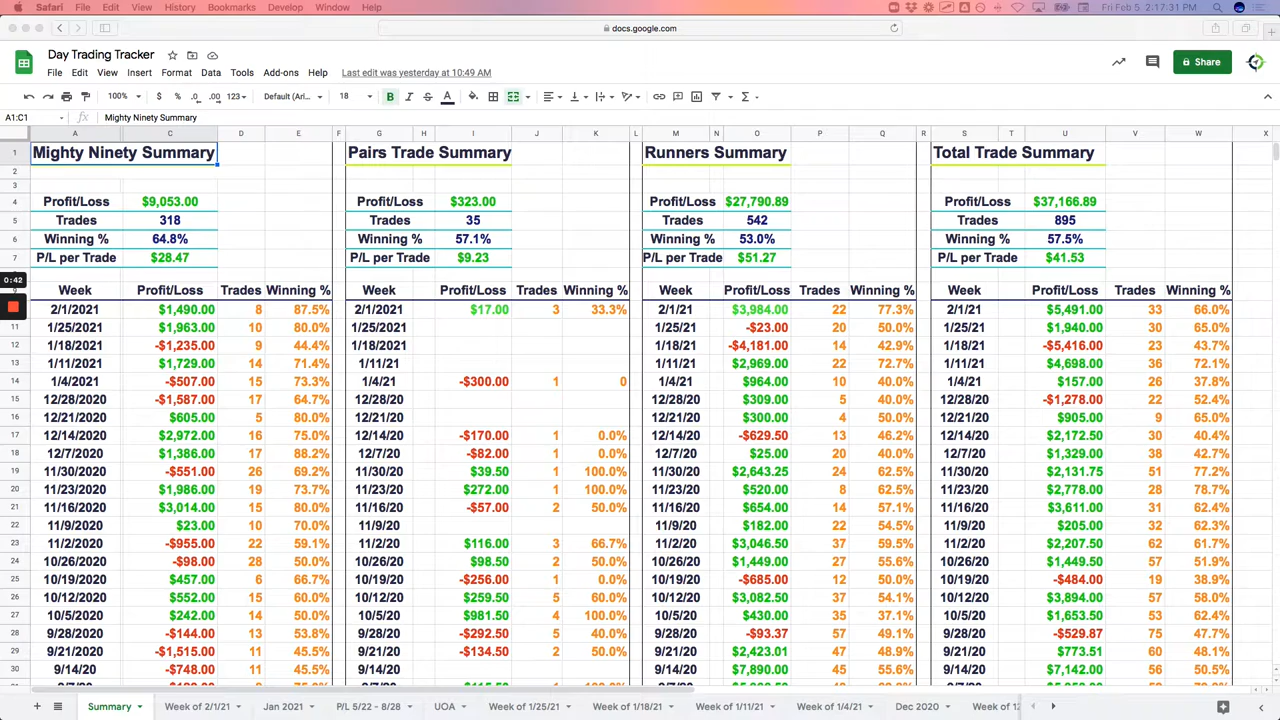 Safari File Edit View History Bookmarks Develop Window Help Fri Feb 5 2:17:31 PM
docs.google.com
Day Trading Tracker
File Edit View Insert Format Data Tools Add-ons Help Last edit was yesterday at 10:49 AM
Share
100% $ % .0 .00 123 Default (Ari... 18 B I S A
A1:C1 fx Mighty Ninety Summary
A C D E F G H I J K L M N O P Q R S T U V W X
1 Mighty Ninety Summary Pairs Trade Summary Runners Summary Total Trade Summary
2
3
4 Profit/Loss $9,053.00 Profit/Loss $323.00 Profit/Loss $27,790.89 Profit/Loss $37,166.89
5 Trades 318 Trades 35 Trades 542 Trades 895
6 Winning % 64.8% Winning % 57.1% Winning % 53.0% Winning % 57.5%
7 P/L per Trade $28.47 P/L per Trade $9.23 P/L per Trade $51.27 P/L per Trade $41.53
0:42
Week Profit/Loss Trades Winning % Week Profit/Loss Trades Winning % Week Profit/Loss Trades Winning % Week Profit/Loss Trades Winning %
2/1/2021 $1,490.00 8 87.5% 2/1/2021 $17.00 3 33.3% 2/1/21 $3,984.00 22 77.3% 2/1/21 $5,491.00 33 66.0%
11 1/25/2021 $1,963.00 10 80.0% 1/25/2021 1/25/21 -$23.00 20 50.0% 1/25/21 $1,940.00 30 65.0%
12 1/18/2021 -$1,235.00 9 44.4% 1/18/2021 1/18/21 -$4,181.00 14 42.9% 1/18/21 -$5,416.00 23 43.7%
13 1/11/2021 $1,729.00 14 71.4% 1/11/21 1/11/21 $2,969.00 22 72.7% 1/11/21 $4,698.00 36 72.1%
14 1/4/2021 -$507.00 15 73.3% 1/4/21 -$300.00 1 0 1/4/21 $964.00 10 40.0% 1/4/21 $157.00 26 37.8%
15 12/28/2020 -$1,587.00 17 64.7% 12/28/20 12/28/20 $309.00 5 40.0% 12/28/20 -$1,278.00 22 52.4%
16 12/21/2020 $605.00 5 80.0% 12/21/20 12/21/20 $300.00 4 50.0% 12/21/20 $905.00 9 65.0%
17 12/14/2020 $2,972.00 16 75.0% 12/14/20 -$170.00 1 0.0% 12/14/20 -$629.50 13 46.2% 12/14/20 $2,172.50 30 40.4%
18 12/7/2020 $1,386.00 17 88.2% 12/7/20 -$82.00 1 0.0% 12/7/20 $25.00 20 40.0% 12/7/20 $1,329.00 38 42.7%
19 11/30/2020 -$551.00 26 69.2% 11/30/20 $39.50 1 100.0% 11/30/20 $2,643.25 24 62.5% 11/30/20 $2,131.75 51 77.2%
20 11/23/2020 $1,986.00 19 73.7% 11/23/20 $272.00 1 100.0% 11/23/20 $520.00 8 62.5% 11/23/20 $2,778.00 28 78.7%
21 11/16/2020 $3,014.00 15 80.0% 11/16/20 -$57.00 2 50.0% 11/16/20 $654.00 14 57.1% 11/16/20 $3,611.00 31 62.4%
22 11/9/2020 $23.00 10 70.0% 11/9/20 11/9/20 $182.00 22 54.5% 11/9/20 $205.00 32 62.3%
23 11/2/2020 -$955.00 22 59.1% 11/2/20 $116.00 3 66.7% 11/2/20 $3,046.50 37 59.5% 11/2/20 $2,207.50 62 61.7%
24 10/26/2020 -$98.00 28 50.0% 10/26/20 $98.50 2 50.0% 10/26/20 $1,449.00 27 55.6% 10/26/20 $1,449.50 57 51.9%
25 10/19/2020 $457.00 6 66.7% 10/19/20 -$256.00 1 0.0% 10/19/20 -$685.00 12 50.0% 10/19/20 -$484.00 19 38.9%
26 10/12/2020 $552.00 15 60.0% 10/12/20 $259.50 5 60.0% 10/12/20 $3,082.50 37 54.1% 10/12/20 $3,894.00 57 58.0%
27 10/5/2020 $242.00 14 50.0% 10/5/20 $981.50 4 100.0% 10/5/20 $430.00 35 37.1% 10/5/20 $1,653.50 53 62.4%
28 9/28/2020 -$144.00 13 53.8% 9/28/20 -$292.50 5 40.0% 9/28/20 -$93.37 57 49.1% 9/28/20 -$529.87 75 47.7%
29 9/21/2020 -$1,515.00 11 45.5% 9/21/20 -$134.50 2 50.0% 9/21/20 $2,423.01 47 48.9% 9/21/20 $773.51 60 48.1%
30 9/14/20 -$748.00 11 45.5% 9/14/20 9/14/20 $7,890.00 45 55.6% 9/14/20 $7,142.00 56 50.5%
Summary Week of 2/1/21 Jan 2021 P/L 5/22 - 8/28 UOA Week of 1/25/21 Week of 1/18/21 Week of 1/11/21 Week of 1/4/21 Dec 2020 Week of 1